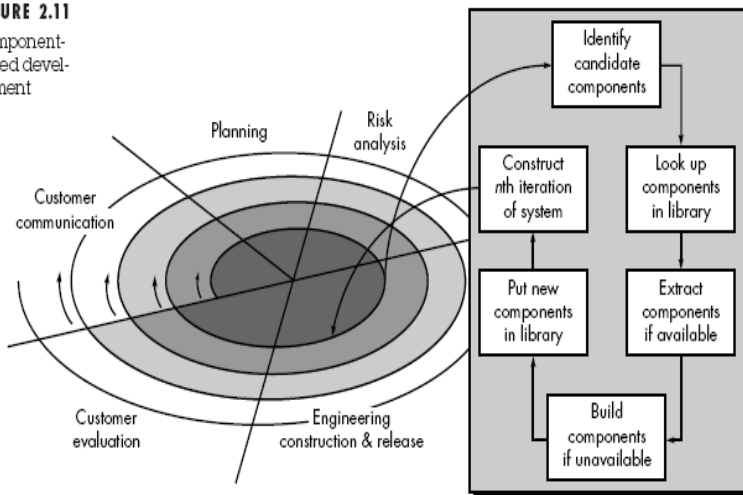 URE 2.11
mponent-
ed devel-
ment
Planning
Risk
analysis
Customer
communication
Customer
evaluation
Engineering
construction & release
Identify
candidate
components
Construct
nth iteration
of system
Look up
components
in library
Put new
components
in library
Extract
components
if available
Build
components
if unavailable